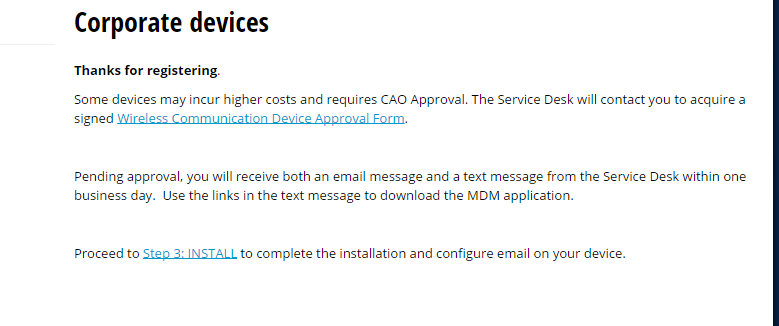 Corporate devices
Thanks for registering.
Some devices may incur higher costs and requires CAO Approval. The Service Desk will contact you to acquire a
signed Wireless Communication Device Approval Form.
Pending approval, you will receive both an email message and a text message from the Service Desk within one
business day.  Use the links in the text message to download the MDM application.
Proceed to Step 3: INSTALL to complete the installation and configure email on your device.